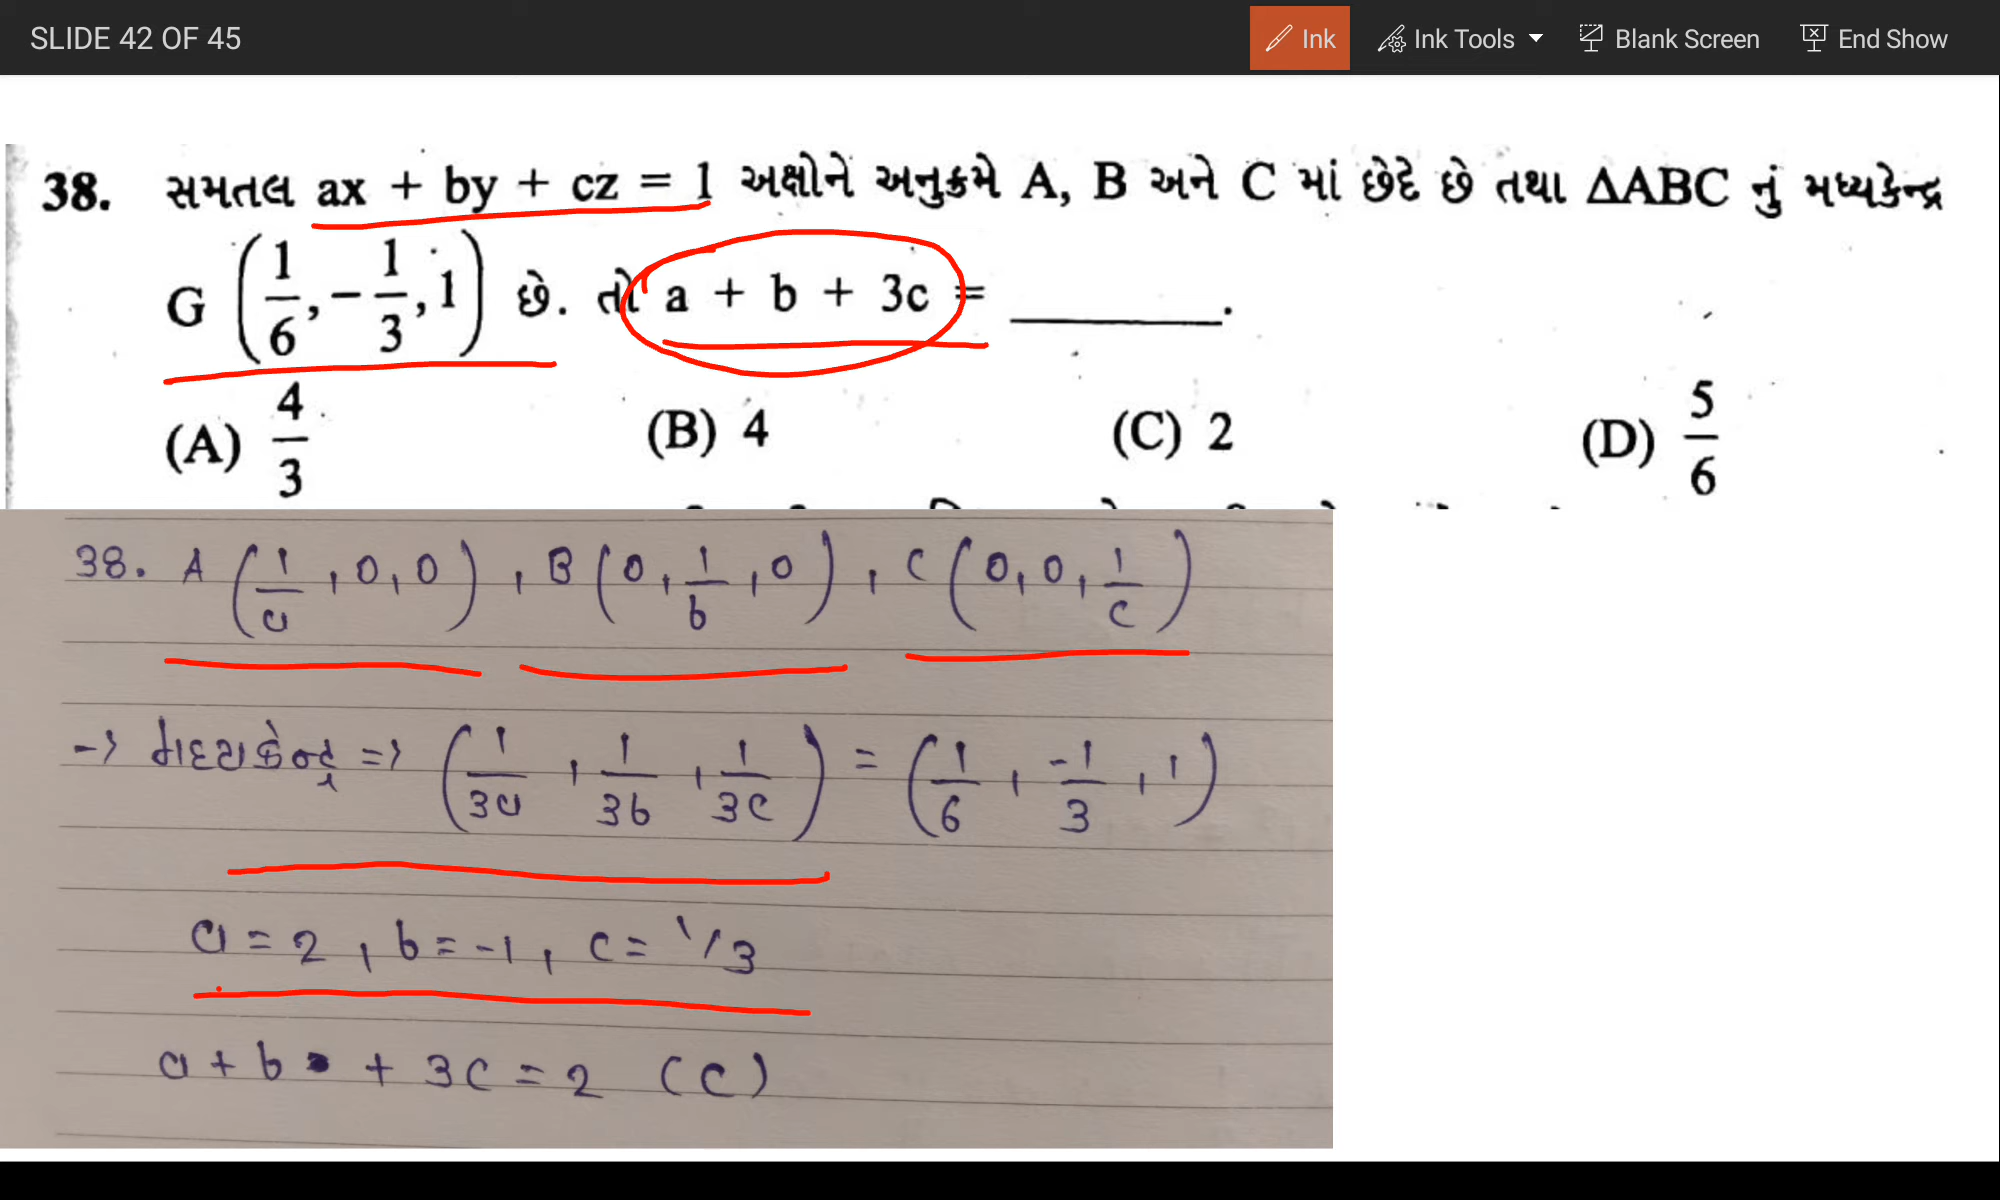 SLIDE 42 OF 45
Ink Ink Tools Blank Screen End Show
38. સમતલ ax + by + cz = 1 અક્ષોને અનુક્રમે A, B અને C માં છેદે છે તથા ΔABC નું મધ્યકેન્દ્ર
G (1/6, -1/3, 1) છે. તો a + b + 3c = ______.
(A) 4/3 (B) 4 (C) 2 (D) 5/6
38. A (1/a, 0, 0), B (0, 1/b, 0), C (0, 0, 1/c)
-> મધ્યકેન્દ્ર => (1/3a, 1/3b, 1/3c) = (1/6, -1/3, 1)
a = 2, b = -1, c = 1/3
a + b + 3c = 2 (C)